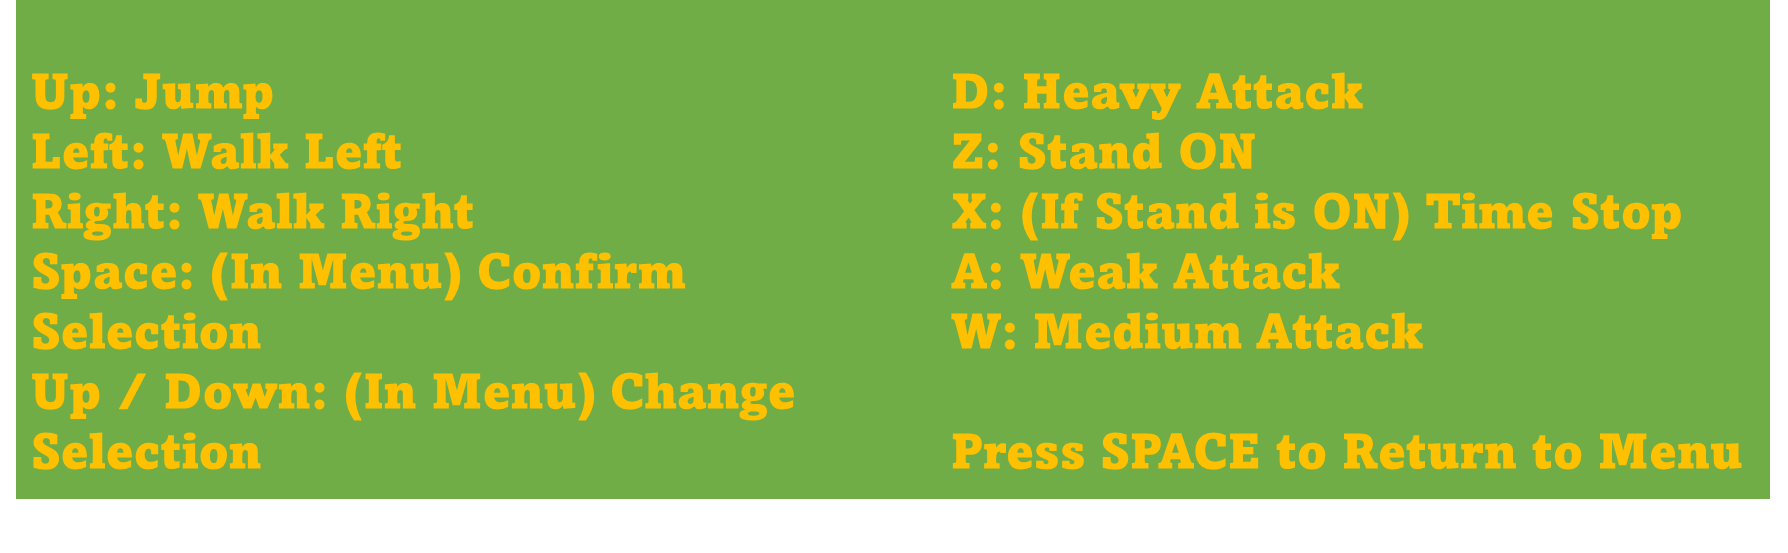 Up: Jump
Left: Walk Left
Right: Walk Right
Space: (In Menu) Confirm
Selection
Up / Down: (In Menu) Change
Selection
D: Heavy Attack
Z: Stand ON
X: (If Stand is ON) Time Stop
A: Weak Attack
W: Medium Attack
Press SPACE to Return to Menu